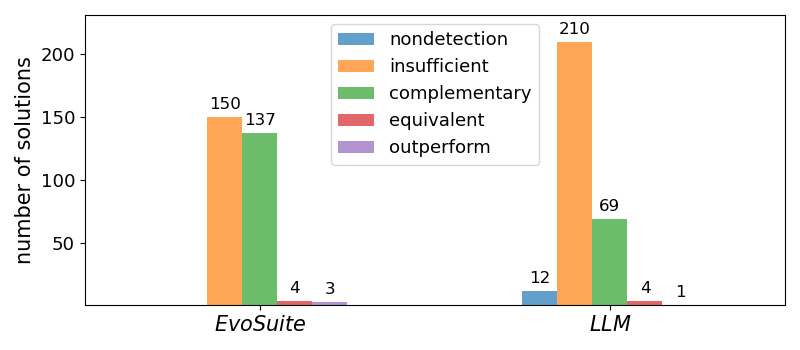 number of solutions
200
150
100
50
nondetection
insufficient
complementary
equivalent
outperform
150
137
4
3
12
210
69
4
1
EvoSuite
LLM